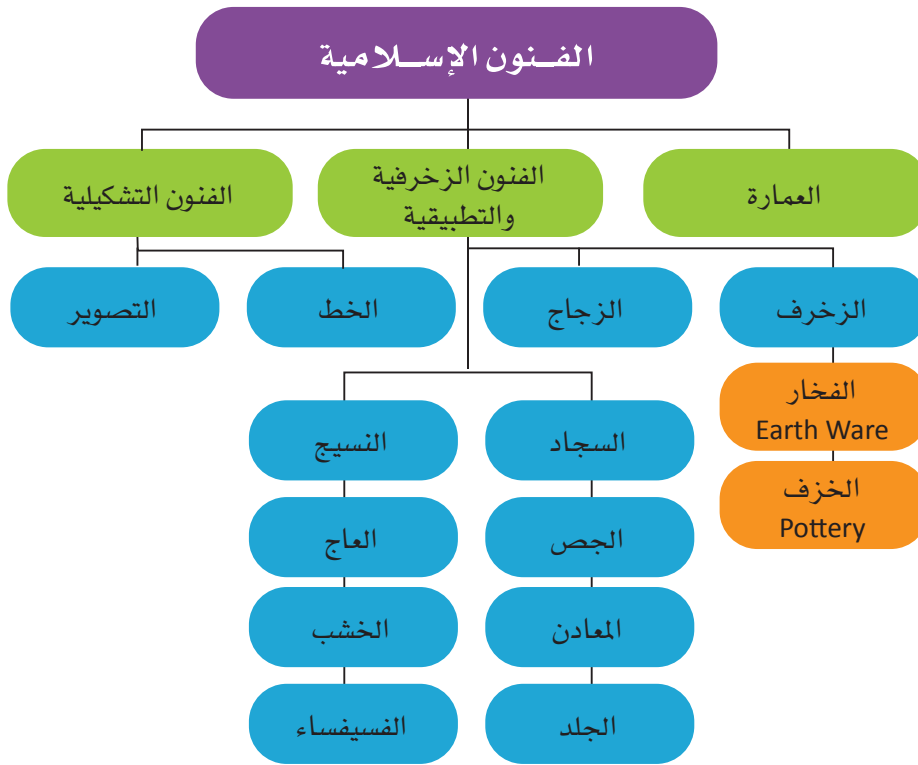 الفنون الإسلامية
العمارة
الفنون الزخرفية
والتطبيقية
الفنون التشكيلية
الزخرف
الزجاج
الخط
التصوير
الفخار
Earth Ware
الخزف
Pottery
السجاد
النسيج
الجص
العاج
المعادن
الخشب
الجلد
الفسيفساء